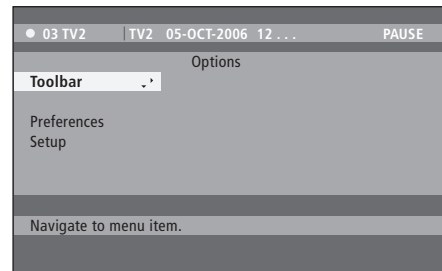 03 TV2 TV2 05-OCT-2006 12 ... PAUSE
Options
Toolbar
Preferences
Setup
Navigate to menu item.